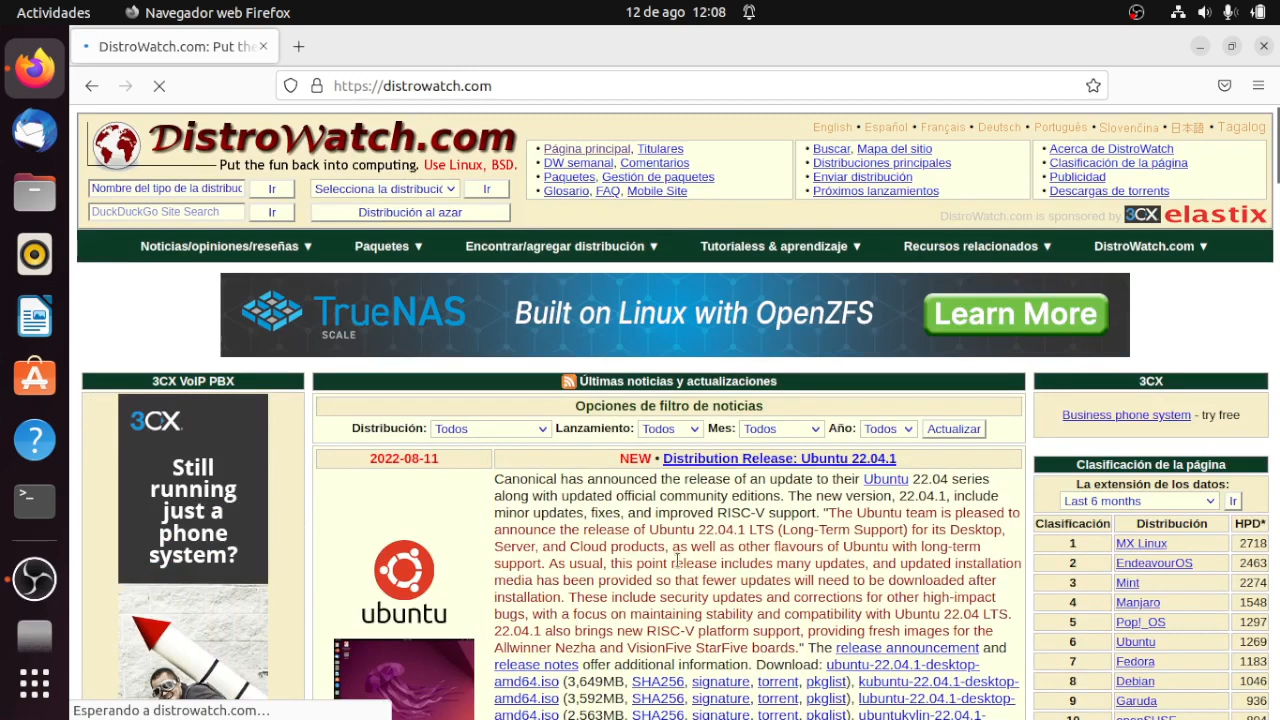 Actividades
Navegador web Firefox
12 de ago 12:08
DistroWatch.com: Put the
https://distrowatch.com
DistroWatch.com
Put the fun back into computing. Use Linux, BSD.
English • Español • Français • Deutsch • Português • Slovenčina • 日本語 • Tagalog
• Página principal, Titulares
• DW semanal, Comentarios
• Paquetes, Gestión de paquetes
• Glosario, FAQ, Mobile Site
• Buscar, Mapa del sitio
• Distribuciones principales
• Enviar distribución
• Próximos lanzamientos
• Acerca de DistroWatch
• Clasificación de la página
• Publicidad
• Descargas de torrents
Nombre del tipo de la distribuc
Ir
Selecciona la distribució
Ir
DuckDuckGo Site Search
Ir
Distribución al azar
DistroWatch.com is sponsored by 3CX elastix
Noticias/opiniones/reseñas ▼
Paquetes ▼
Encontrar/agregar distribución ▼
Tutorialess & aprendizaje ▼
Recursos relacionados ▼
DistroWatch.com ▼
TrueNAS
SCALE
Built on Linux with OpenZFS
Learn More
3CX VoIP PBX
3CX
Still
running
just a
phone
system?
Últimas noticias y actualizaciones
Opciones de filtro de noticias
Distribución: Todos Lanzamiento: Todos Mes: Todos Año: Todos Actualizar
2022-08-11
NEW • Distribution Release: Ubuntu 22.04.1
ubuntu
Canonical has announced the release of an update to their Ubuntu 22.04 series
along with updated official community editions. The new version, 22.04.1, include
minor updates, fixes, and improved RISC-V support. "The Ubuntu team is pleased to
announce the release of Ubuntu 22.04.1 LTS (Long-Term Support) for its Desktop,
Server, and Cloud products, as well as other flavours of Ubuntu with long-term
support. As usual, this point release includes many updates, and updated installation
media has been provided so that fewer updates will need to be downloaded after
installation. These include security updates and corrections for other high-impact
bugs, with a focus on maintaining stability and compatibility with Ubuntu 22.04 LTS.
22.04.1 also brings new RISC-V platform support, providing fresh images for the
Allwinner Nezha and VisionFive StarFive boards." The release announcement and
release notes offer additional information. Download: ubuntu-22.04.1-desktop-
amd64.iso (3,649MB, SHA256, signature, torrent, pkglist), kubuntu-22.04.1-desktop-
amd64.iso (3,592MB, SHA256, signature, torrent, pkglist), lubuntu-22.04.1-desktop-
amd64.iso (2,563MB, SHA256, signature, torrent, pkglist), ubuntukylin-22.04.1-
3CX
Business phone system - try free
Clasificación de la página
La extensión de los datos:
Last 6 months
Ir
Clasificación Distribución HPD*
1 MX Linux 2718
2 EndeavourOS 2463
3 Mint 2274
4 Manjaro 1548
5 Pop!_OS 1297
6 Ubuntu 1269
7 Fedora 1183
8 Debian 1046
9 Garuda 936
10 openSUSE 804
Esperando a distrowatch.com…